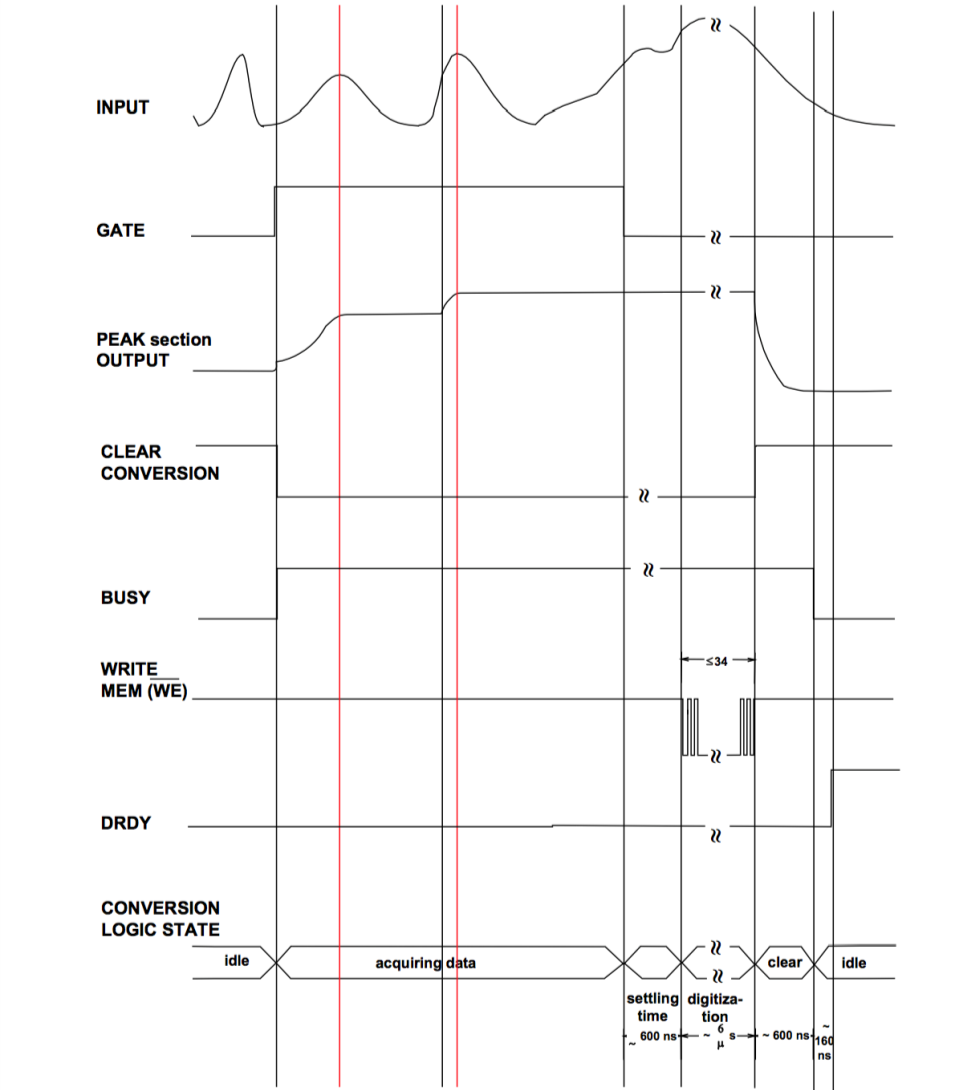 INPUT
GATE
PEAK section
OUTPUT
CLEAR
CONVERSION
BUSY
WRITE
MEM (WE)
≤34
DRDY
CONVERSION
LOGIC STATE
idle
acquiring data
clear
idle
settling
time
~ 600 ns
digitiza-
tion
~ 6 μ s
~ 600 ns
~
160
ns